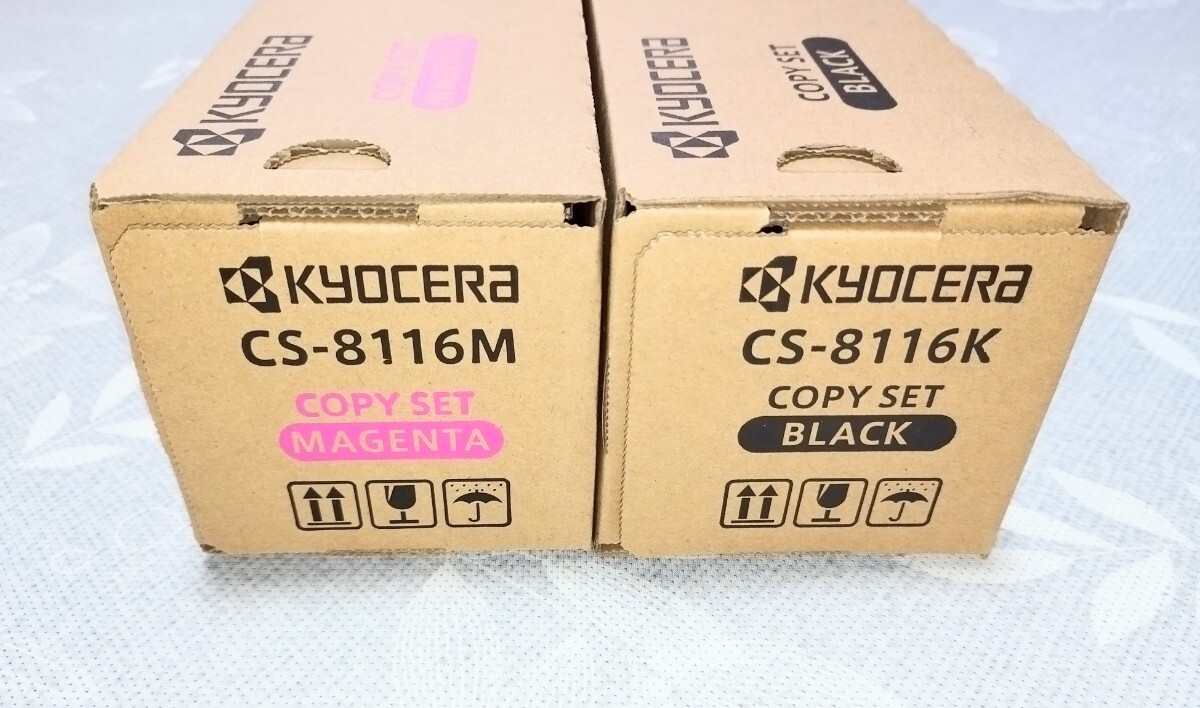 KYOCERA
COPY SET
MAGENTA
KYOCERA
COPY SET
BLACK
KYOCERA
CS-8116M
COPY SET
MAGENTA
KYOCERA
CS-8116K
COPY SET
BLACK